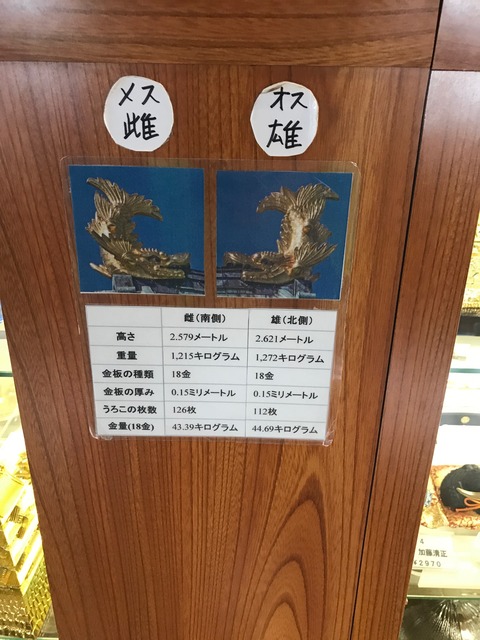 メス
雌
オス
雄
雌(南側) 雄(北側)
高さ 2.579メートル 2.621メートル
重量 1,215キログラム 1,272キログラム
金板の種類 18金 18金
金板の厚み 0.15ミリメートル 0.15ミリメートル
うろこの枚数 126枚 112枚
金量(18金) 43.39キログラム 44.69キログラム
4
加藤清正
¥2970